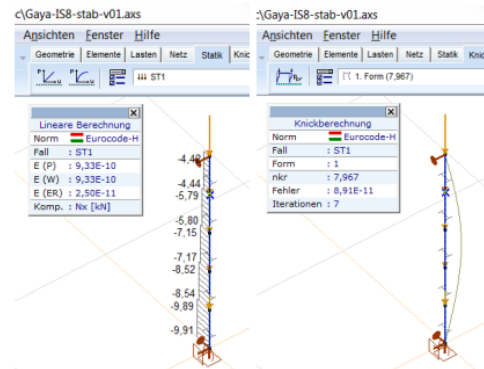 c\Gaya-IS8-stab-v01.axs
Ansichten Fenster Hilfe
Geometrie Elemente Lasten Netz Statik Knic
ST1
Lineare Berechnung
Norm Eurocode-H
Fall : ST1
E (P) : 9,33E-10
E (W) : 9,33E-10
E (ER) : 2,50E-11
Komp. : Nx [kN]
-4,44
-5,79
-5,80
-7,15
-7,17
-8,52
-8,54
-9,89
-9,91
:\Gaya-IS8-stab-v01.axs
Ansichten Fenster Hilfe
Geometrie Elemente Lasten Netz Statik Knic
1. Form (7,967)
Knickberechnung
Norm Eurocode-H
Fall : ST1
Form : 1
nkr : 7,967
Fehler : 8,91E-11
Iterationen : 7